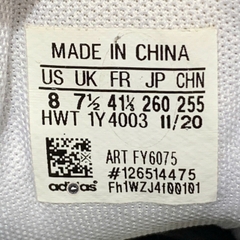 MADE IN CHINA
US UK FR JP CHN
8 7½ 41⅓ 260 255
HWT 1Y4003 11/20
ART FY6075
#126514475
adidas Fh1WZJ4f00101